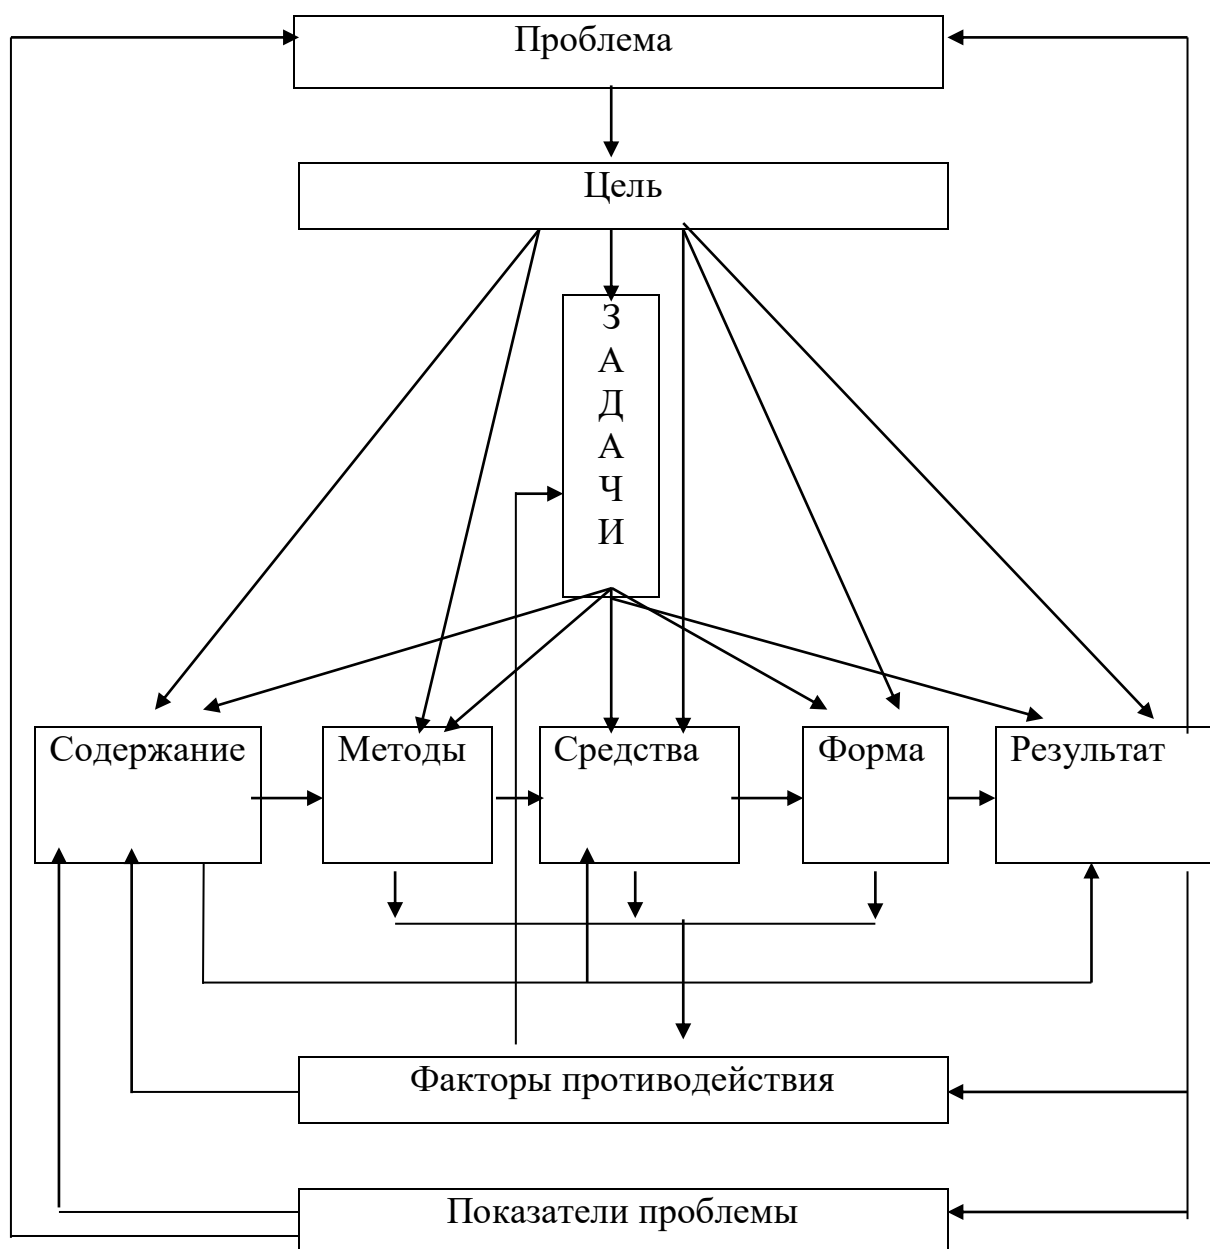 Проблема
Цель
З
А
Д
А
Ч
И
Содержание
Методы
Средства
Форма
Результат
Факторы противодействия
Показатели проблемы